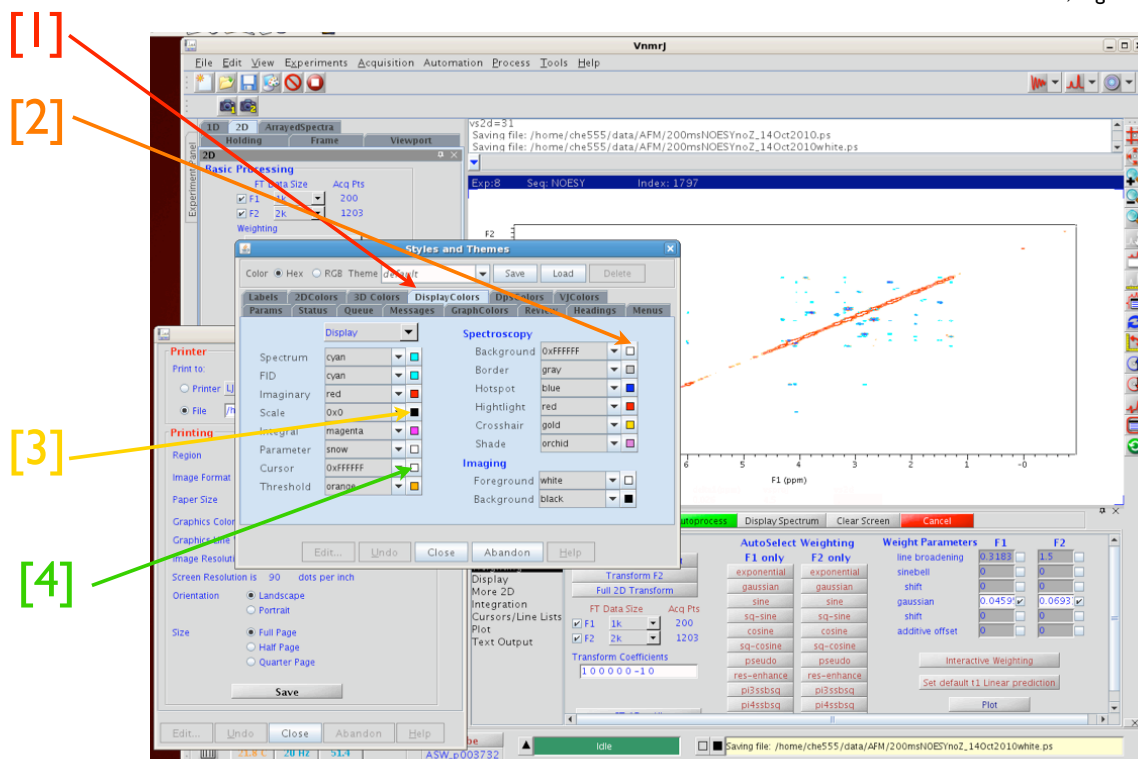 [1]
[2]
[3]
[4]
VnmrJ
File Edit View Experiments Acquisition Automation Process Tools Help
1D 2D ArrayedSpectra
Holding Frame Viewport
Experiment Panel
2D
Basic Processing
FT Data Size Acq Pts
F1 1k 200
F2 2k 1203
Weighting
vs2d=31
Saving file: /home/che555/data/AFM/200msNOESYnoZ_14Oct2010.ps
Saving file: /home/che555/data/AFM/200msNOESYnoZ_14Oct2010white.ps
Exp:8 Seq: NOESY Index: 1797
F2
6 5 4 3 2 1 -0
F1 (ppm)
Styles and Themes
Color Hex RGB Theme default Save Load Delete
Labels 2DColors 3D Colors DisplayColors DpsColors VJColors
Params Status Queue Messages GraphColors Review Headings Menus
Display
Spectrum cyan
FID cyan
Imaginary red
Scale 0x0
Integral magenta
Parameter snow
Cursor 0xFFFFFF
Threshold orange
Spectroscopy
Background 0xFFFFFF
Border gray
Hotspot blue
Hightlight red
Crosshair gold
Shade orchid
Imaging
Foreground white
Background black
Edit... Undo Close Abandon Help
Printer
Print to:
Printer
File
Printing
Region
Image Format
Paper Size
Graphics Color
Graphics Line
Image Resoluti
Screen Resolution is 90 dots per inch
Orientation Landscape
Portrait
Size Full Page
Half Page
Quarter Page
Save
Edit... Undo Close Abandon Help
Autoprocess Display Spectrum Clear Screen Cancel
Display
More 2D
Integration
Cursors/Line Lists
Plot
Text Output
Transform F2
Full 2D Transform
FT Data Size Acq Pts
F1 1k 200
F2 2k 1203
Transform Coefficients
1 0 0 0 0 0 -1 0
AutoSelect Weighting
F1 only F2 only
exponential exponential
gaussian gaussian
sine sine
sq-sine sq-sine
cosine cosine
sq-cosine sq-cosine
pseudo pseudo
res-enhance res-enhance
pi3ssbsq pi3ssbsq
pi4ssbsq pi4ssbsq
Weight Parameters F1 F2
line broadening 0.3183 1.5
sinebell 0 0
shift 0 0
gaussian 0.0459 0.0693
shift 0 0
additive offset 0 0
Interactive Weighting
Set default t1 Linear prediction
Plot
21.8 C 20 Hz 51.4
ASW_p003732
Idle
Saving file: /home/che555/data/AFM/200msNOESYnoZ_14Oct2010white.ps